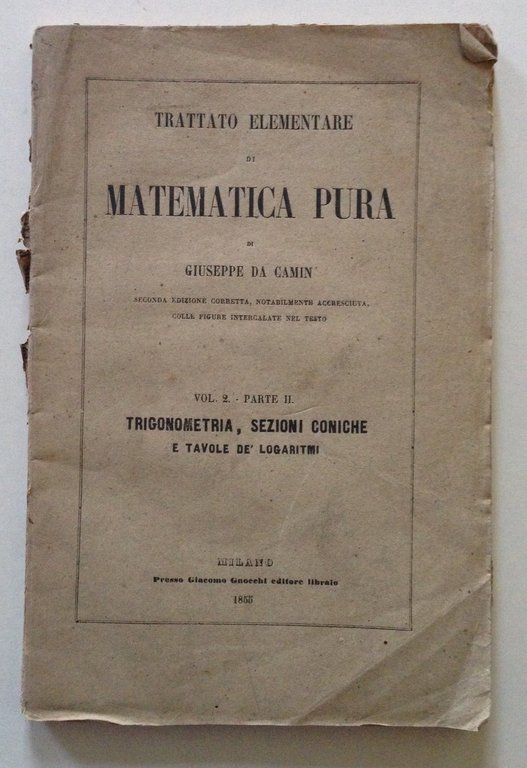 TRATTATO ELEMENTARE
DI
MATEMATICA PURA
DI
GIUSEPPE DA CAMIN
SECONDA EDIZIONE CORRETTA, NOTABILMENTE ACCRESCIUTA,
COLLE FIGURE INTERCALATE NEL TESTO
VOL. 2. - PARTE II.
TRIGONOMETRIA, SEZIONI CONICHE
E TAVOLE DE' LOGARITMI
MILANO
Presso Giacomo Gnocchi editore libraio
1855